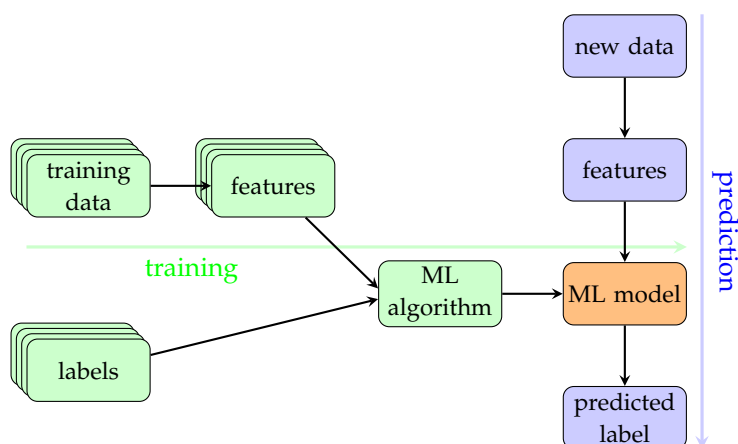 new data
training
data
features
features
prediction
training
ML
algorithm
ML model
labels
predicted
label